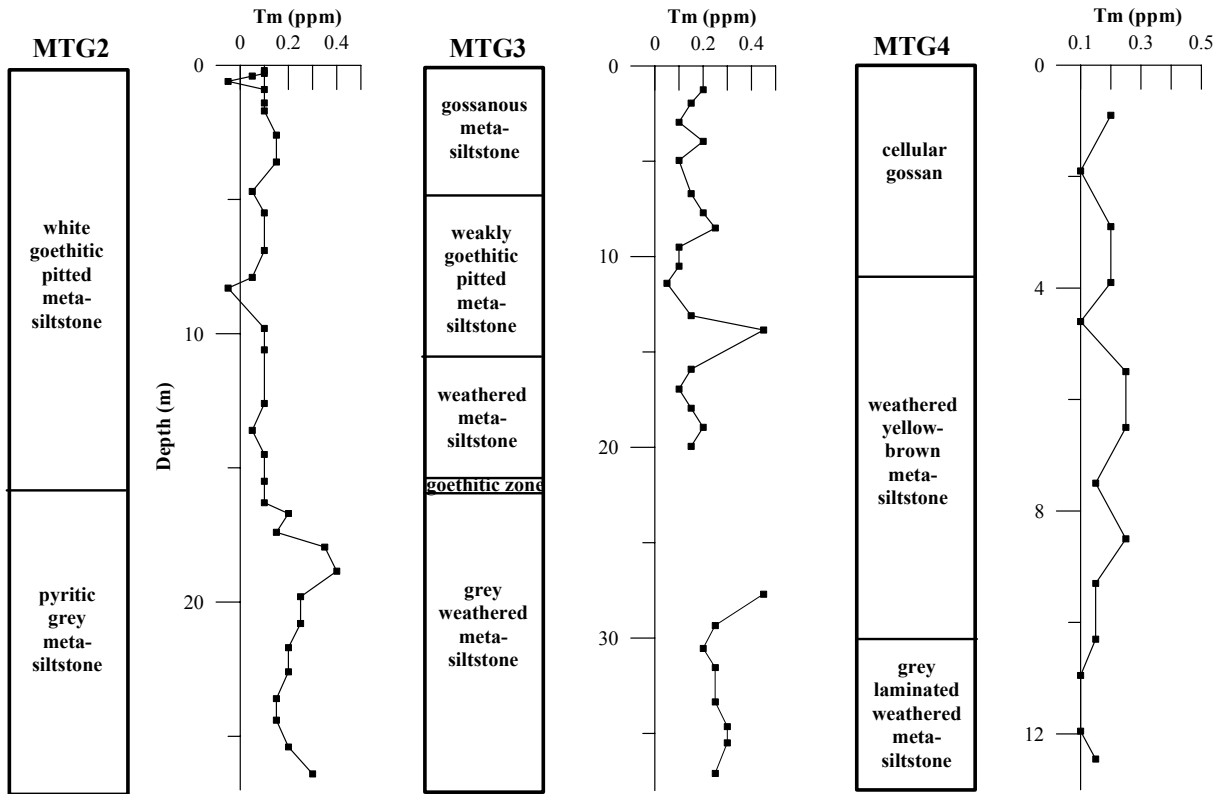 MTG2
white
goethitic
pitted
meta-
siltstone
pyritic
grey
meta-
siltstone
Tm (ppm)
0 0.2 0.4
0
10
20
Depth (m)
MTG3
gossanous
meta-
siltstone
weakly
goethitic
pitted
meta-
siltstone
weathered
meta-
siltstone
goethitic zone
grey
weathered
meta-
siltstone
Tm (ppm)
0 0.2 0.4
0
10
20
30
MTG4
cellular
gossan
weathered
yellow-
brown
meta-
siltstone
grey
laminated
weathered
meta-
siltstone
Tm (ppm)
0.1 0.3 0.5
0
4
8
12